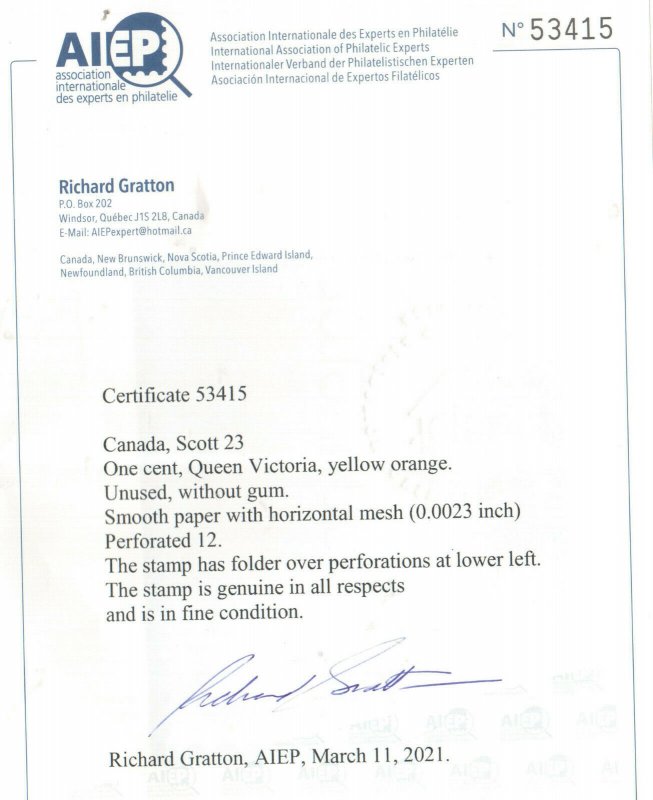 AIEP
association
internationale
des experts en philatelie
Association Internationale des Experts en Philatélie
International Association of Philatelic Experts
Internationaler Verband der Philatelistischen Experten
Asociación Internacional de Expertos Filatélicos
N° 53415
Richard Gratton
P.O. Box 202
Windsor, Québec J1S 2L8, Canada
E-Mail: AIEPexpert@hotmail.ca
Canada, New Brunswick, Nova Scotia, Prince Edward Island,
Newfoundland, British Columbia, Vancouver Island
Certificate 53415
Canada, Scott 23
One cent, Queen Victoria, yellow orange.
Unused, without gum.
Smooth paper with horizontal mesh (0.0023 inch)
Perforated 12.
The stamp has folder over perforations at lower left.
The stamp is genuine in all respects
and is in fine condition.
Richard Gratton
Richard Gratton, AIEP, March 11, 2021.